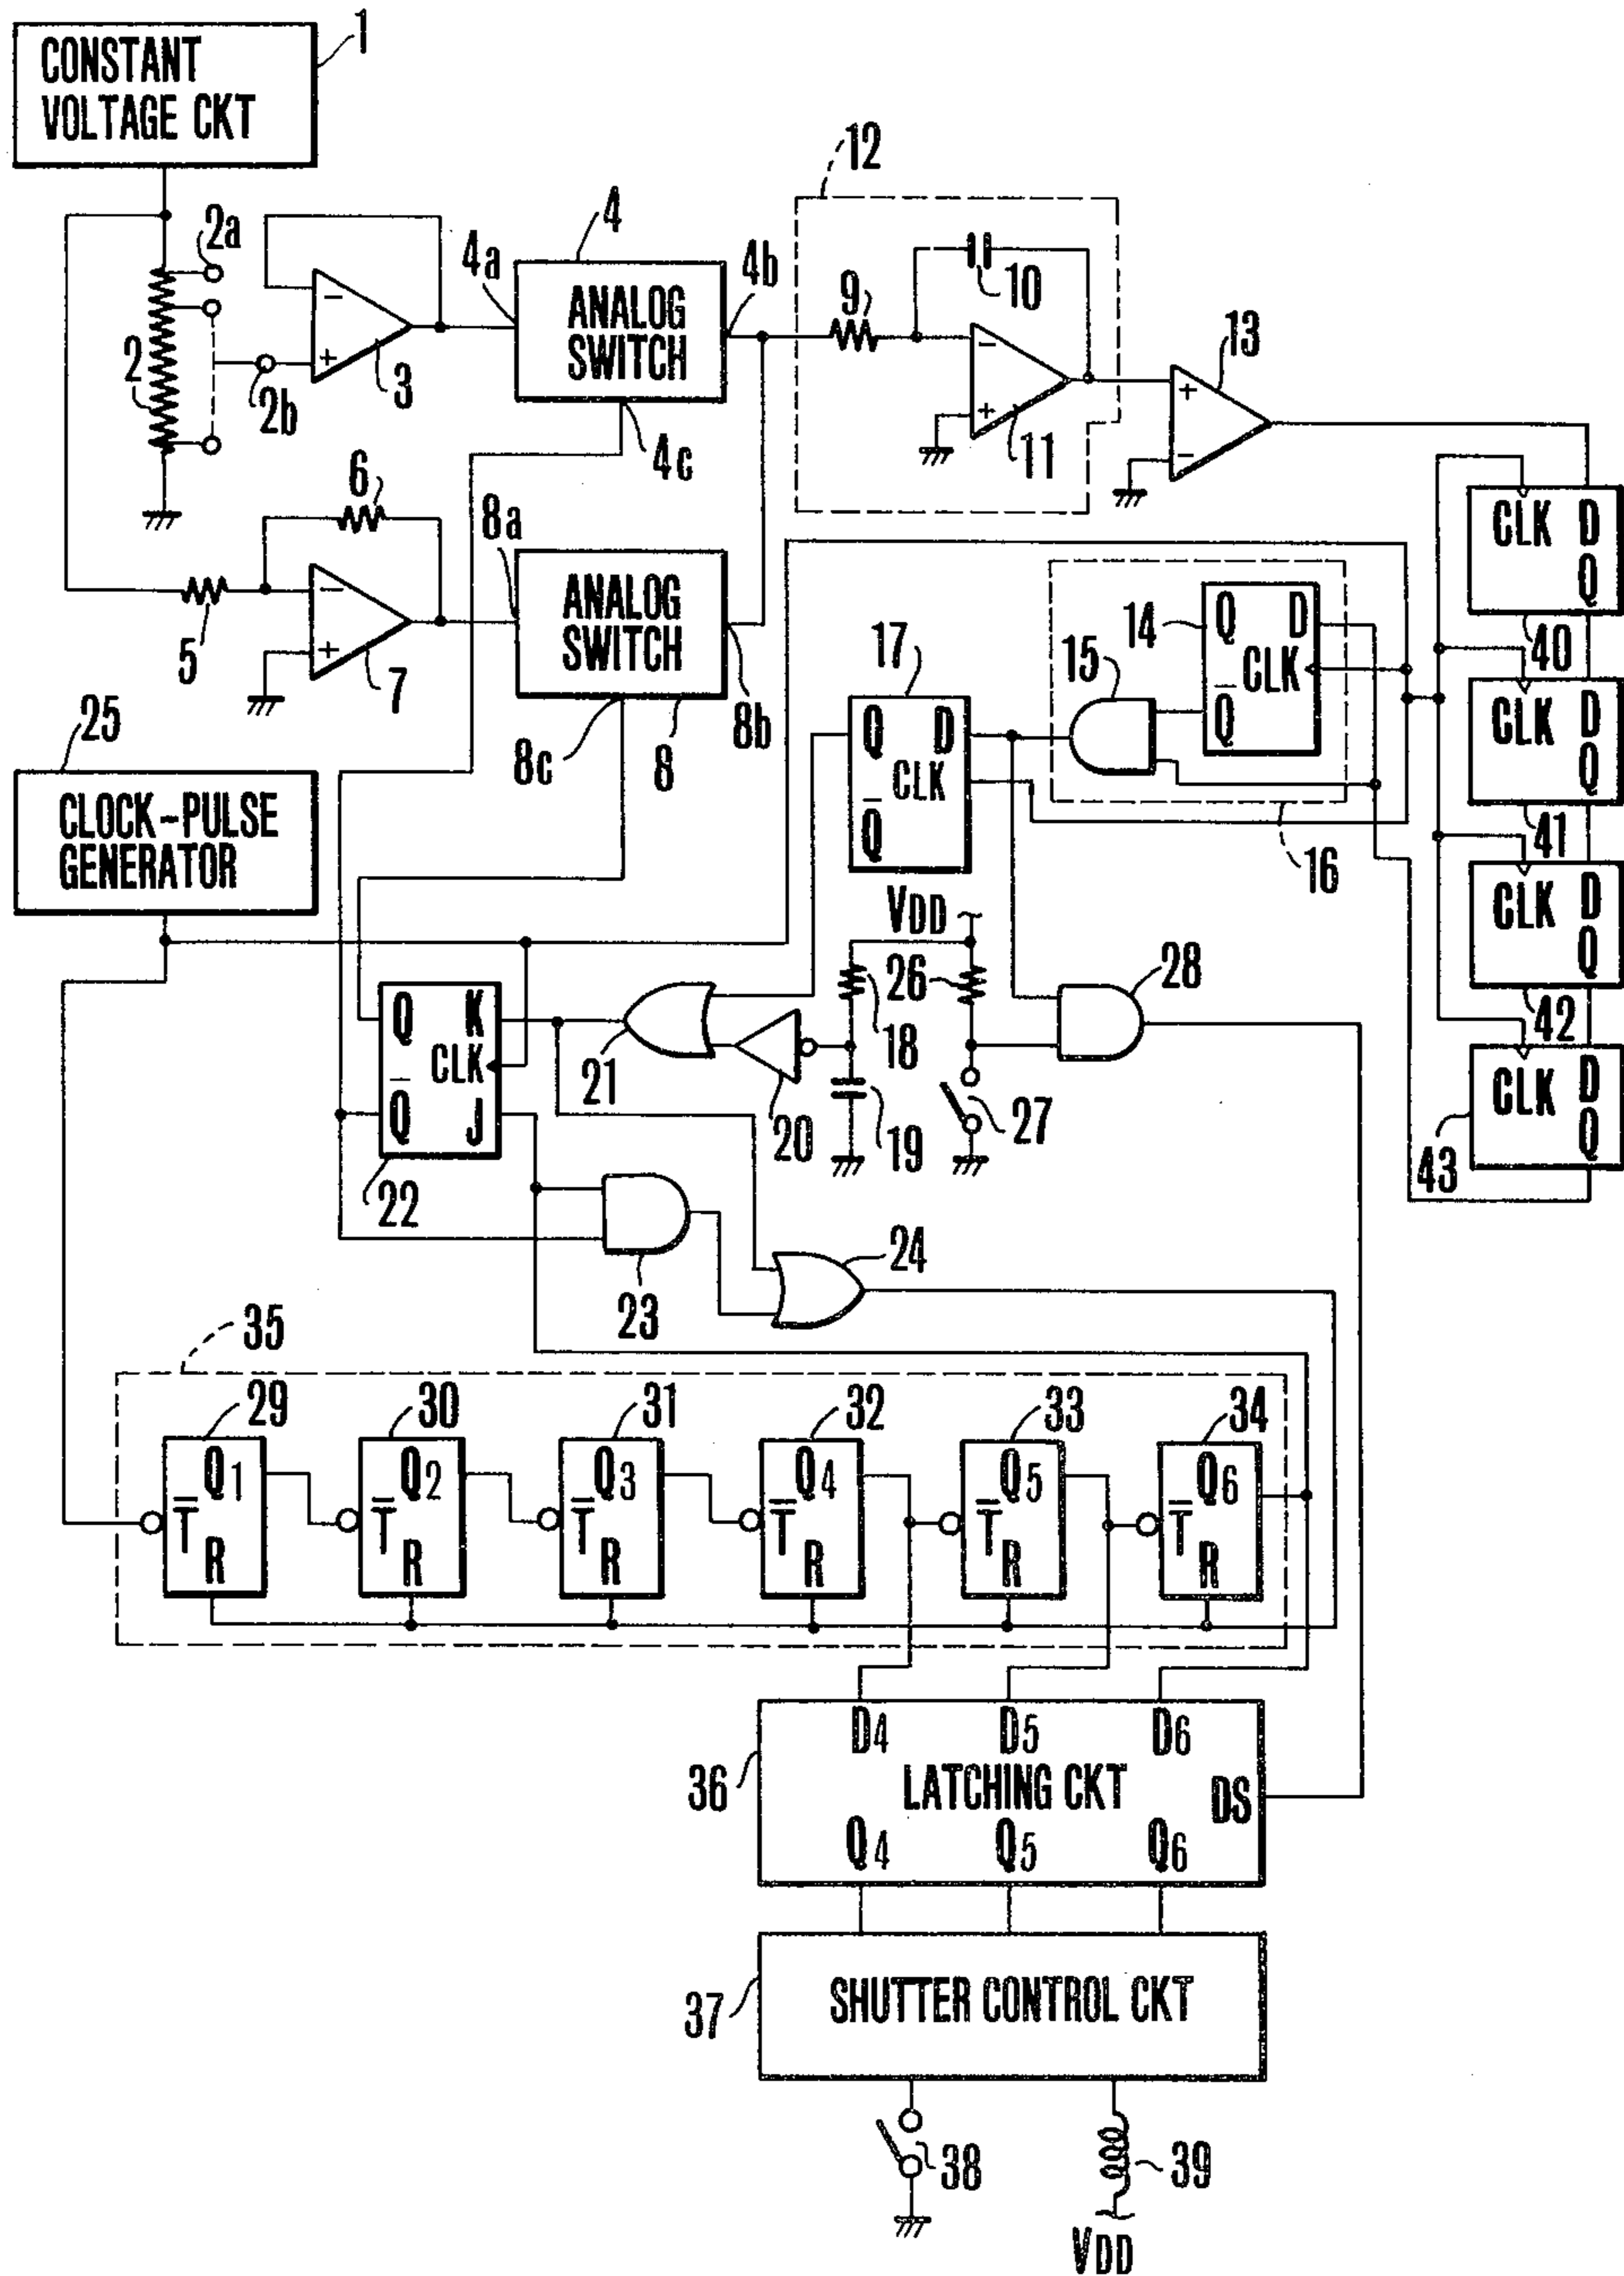 CONSTANT
VOLTAGE CKT
1
2a
2
2b
−
+
3
4a
4
ANALOG
SWITCH
4b
4c
12
9
10
−
+
11
13
+
−
5
6
−
+
7
8a
ANALOG
SWITCH
8b
8c
8
CLK D
Q
40
CLK D
Q
41
CLK D
Q
42
CLK D
Q
43
14
Q D
CLK
Q̅
15
16
17
Q D
CLK
Q̅
25
CLOCK-PULSE
GENERATOR
VDD
26
18
19
27
28
20
21
Q K
CLK
Q̅ J
22
23
24
35
29
Q1
T̅
R
30
Q2
T̅
R
31
Q3
T̅
R
32
Q4
T̅
R
33
Q5
T̅
R
34
Q6
T̅
R
36
D4 D5 D6
LATCHING CKT
DS
Q4 Q5 Q6
37
SHUTTER CONTROL CKT
38
39
VDD